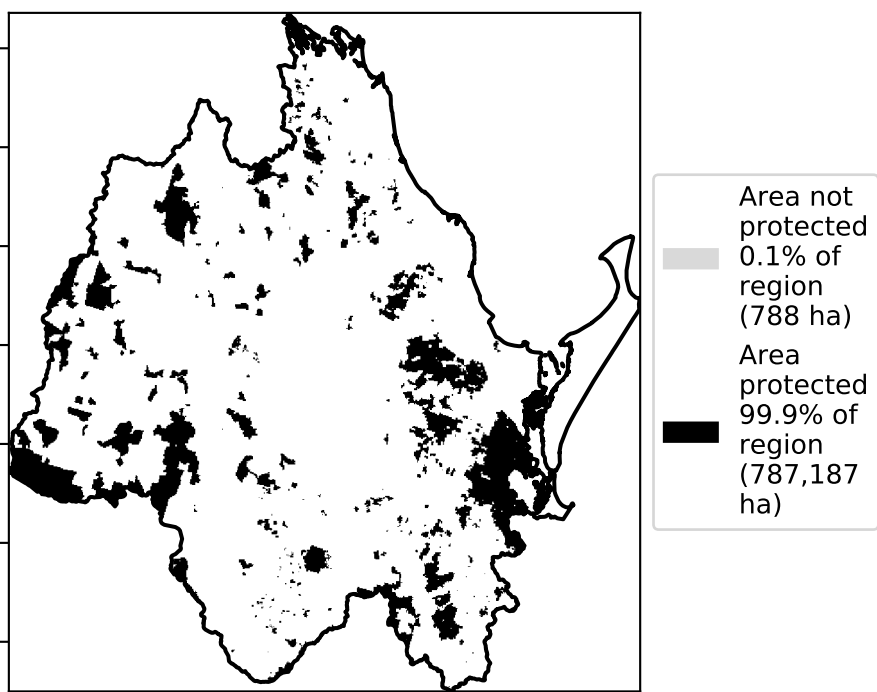 Area not
protected
0.1% of
region
(788 ha)
Area
protected
99.9% of
region
(787,187
ha)